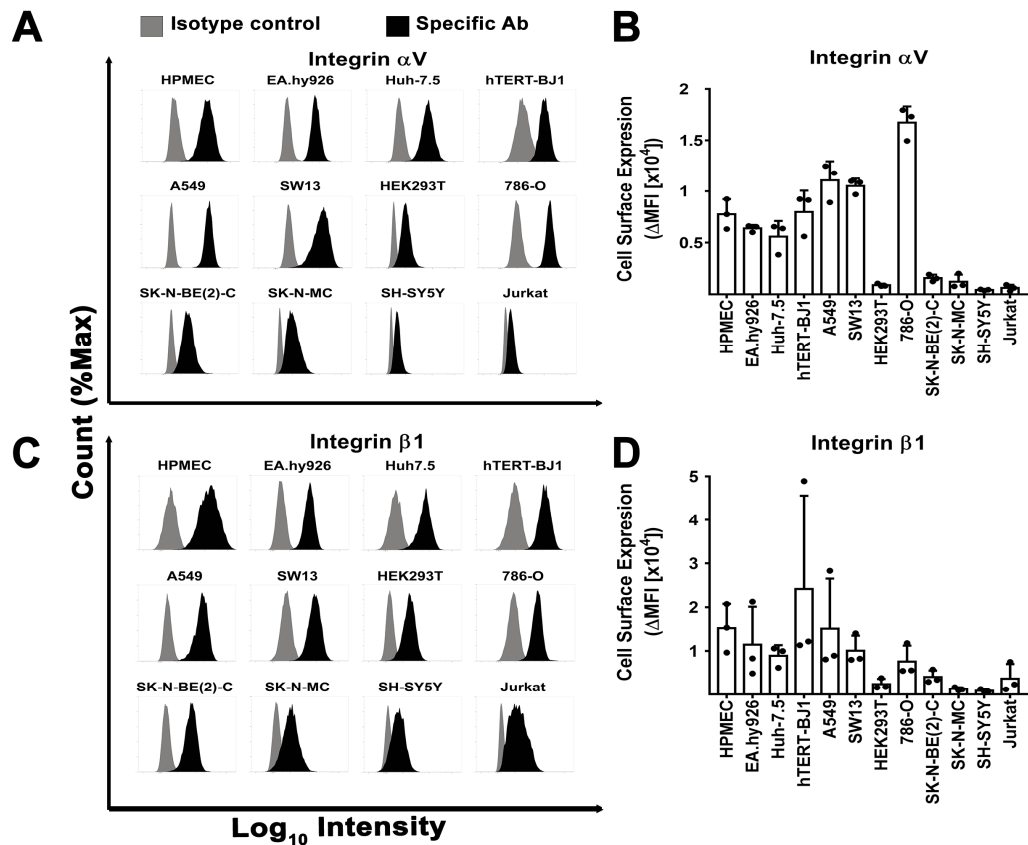 A
Isotype control
Specific Ab
Integrin αV
HPMEC
EA.hy926
Huh-7.5
hTERT-BJ1
A549
SW13
HEK293T
786-O
SK-N-BE(2)-C
SK-N-MC
SH-SY5Y
Jurkat
B
Integrin αV
Cell Surface Expresion
(ΔMFI [x10⁴])
2
1.5
1
0.5
HPMEC
EA.hy926
Huh-7.5
hTERT-BJ1
A549
SW13
HEK293T
786-O
SK-N-BE(2)-C
SK-N-MC
SH-SY5Y
Jurkat
Count (%Max)
C
Integrin β1
HPMEC
EA.hy926
Huh7.5
hTERT-BJ1
A549
SW13
HEK293T
786-O
SK-N-BE(2)-C
SK-N-MC
SH-SY5Y
Jurkat
Log₁₀ Intensity
D
Integrin β1
Cell Surface Expresion
(ΔMFI [x10⁴])
5
4
3
2
1
HPMEC
EA.hy926
Huh-7.5
hTERT-BJ1
A549
SW13
HEK293T
786-O
SK-N-BE(2)-C
SK-N-MC
SH-SY5Y
Jurkat